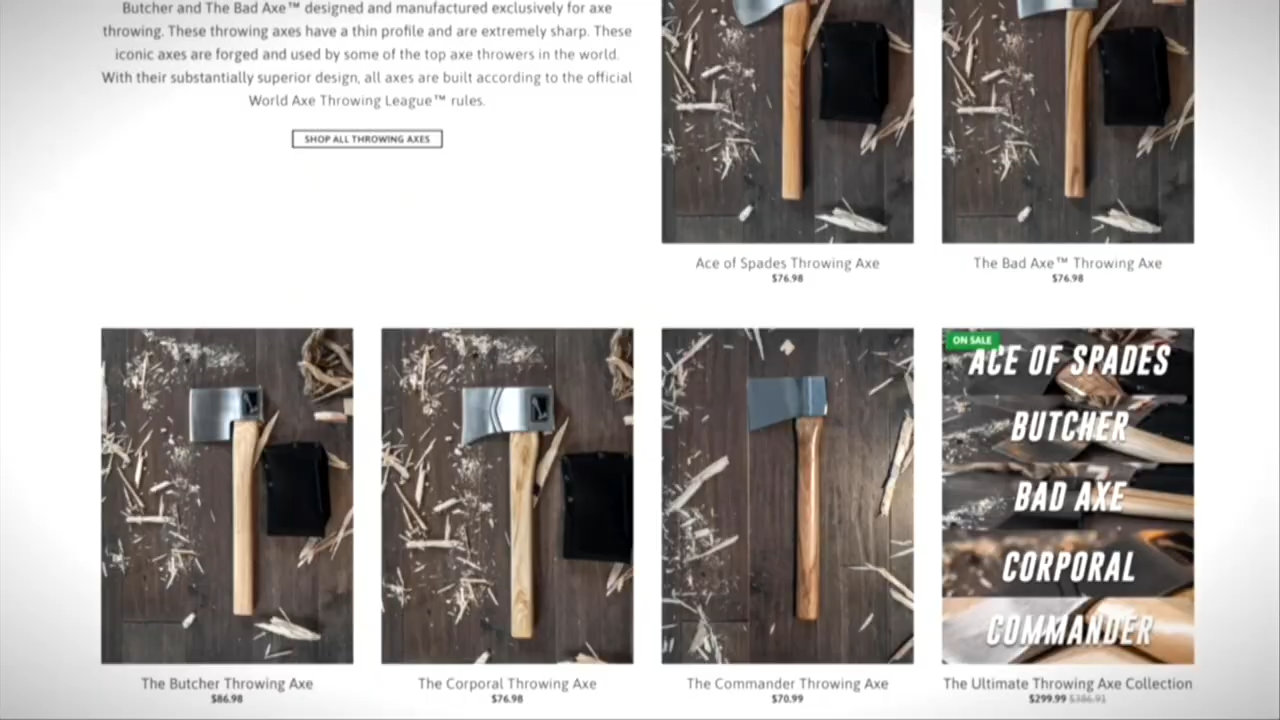 Butcher and The Bad Axe™ designed and manufactured exclusively for axe
throwing. These throwing axes have a thin profile and are extremely sharp. These
iconic axes are forged and used by some of the top axe throwers in the world.
With their substantially superior design, all axes are built according to the official
World Axe Throwing League™ rules.
SHOP ALL THROWING AXES
Ace of Spades Throwing Axe
$76.98
The Bad Axe™ Throwing Axe
$76.98
ON SALE
ACE OF SPADES
BUTCHER
BAD AXE
CORPORAL
COMMANDER
The Butcher Throwing Axe
$86.98
The Corporal Throwing Axe
$76.98
The Commander Throwing Axe
$70.99
The Ultimate Throwing Axe Collection
$299.99 $386.91